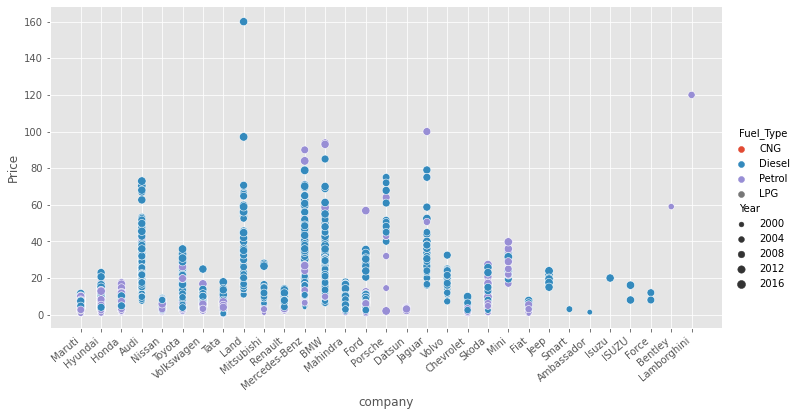 160
140
120
100
80
60
40
20
0
Price
Maruti
Hyundai
Honda
Audi
Nissan
Toyota
Volkswagen
Tata
Land
Mitsubishi
Renault
Mercedes-Benz
BMW
Mahindra
Ford
Porsche
Datsun
Jaguar
Volvo
Chevrolet
Skoda
Mini
Fiat
Jeep
Smart
Ambassador
Isuzu
ISUZU
Force
Bentley
Lamborghini
company
Fuel_Type
CNG
Diesel
Petrol
LPG
Year
2000
2004
2008
2012
2016